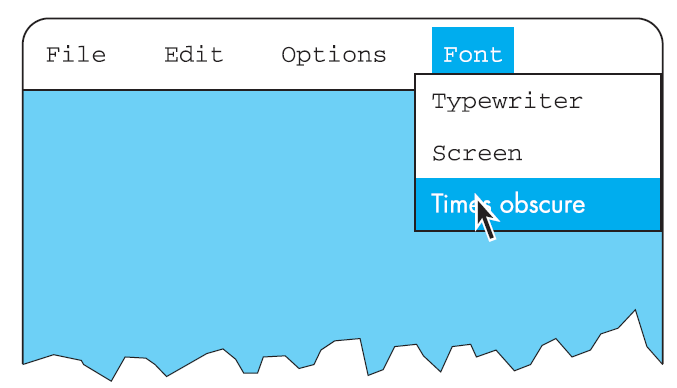 File Edit Options Font
Typewriter
Screen
Times obscure